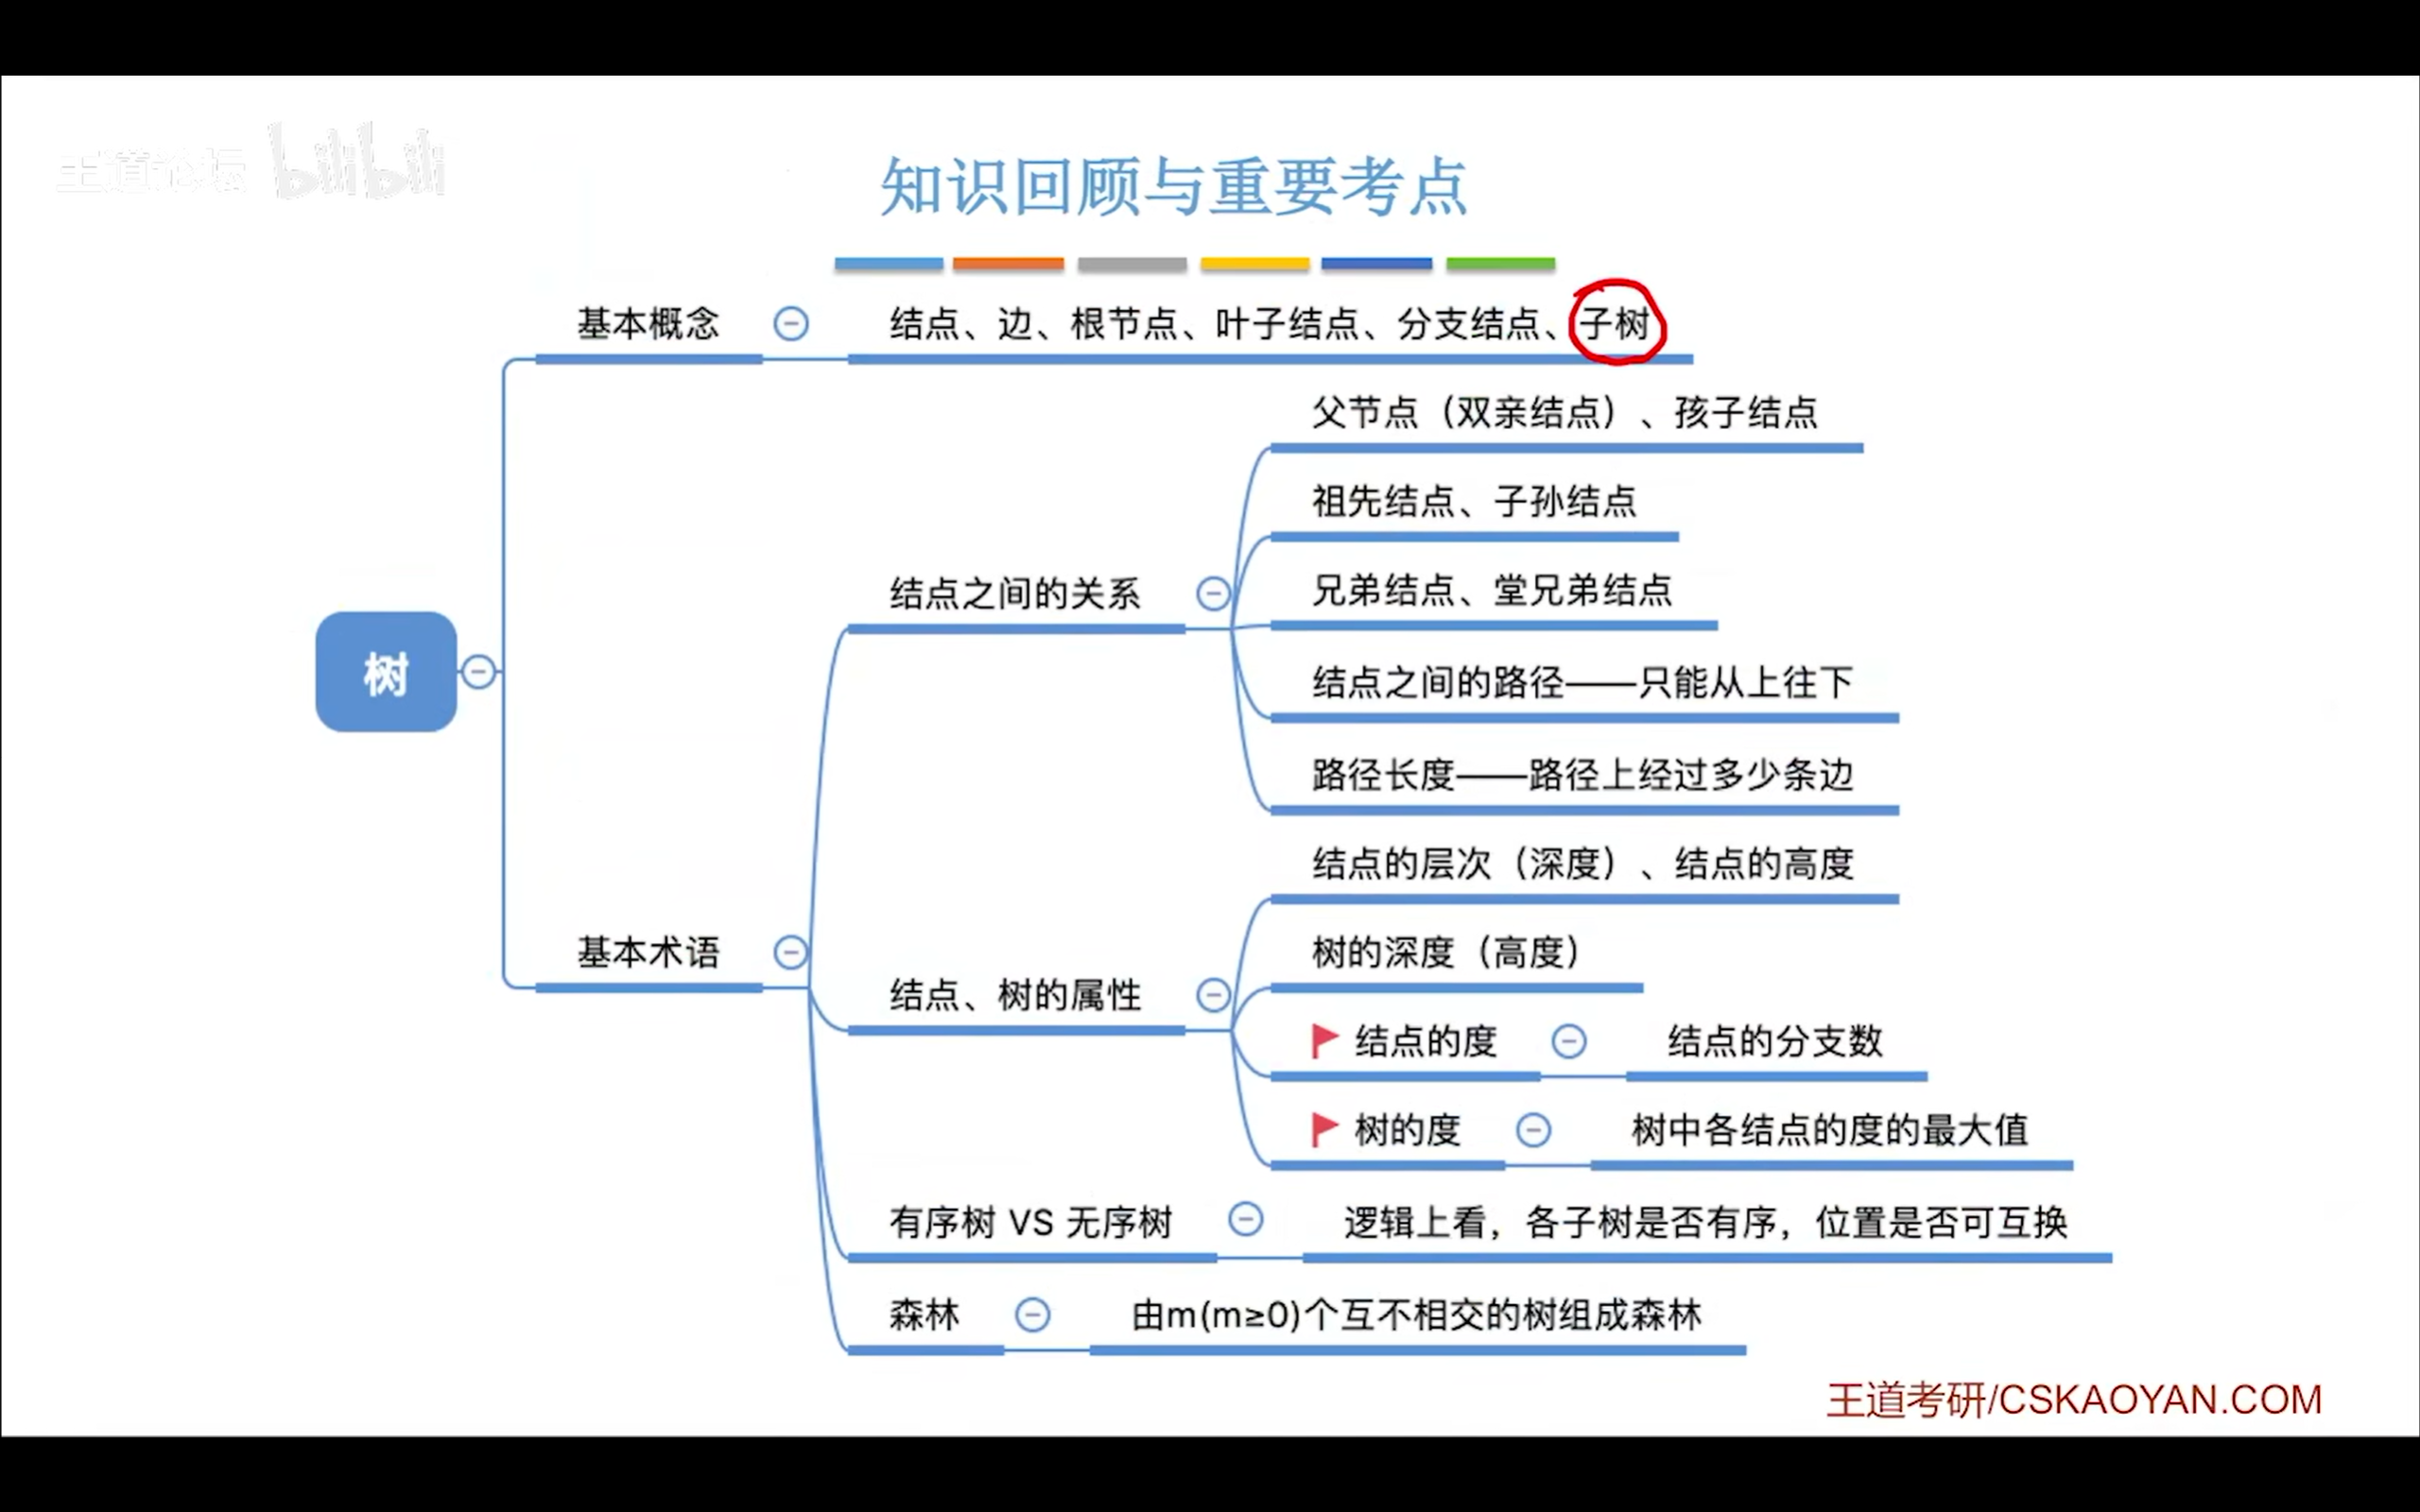 王道论坛 bilibili
知识回顾与重要考点
树
基本概念
结点、边、根节点、叶子结点、分支结点、子树
基本术语
结点之间的关系
父节点（双亲结点）、孩子结点
祖先结点、子孙结点
兄弟结点、堂兄弟结点
结点之间的路径——只能从上往下
路径长度——路径上经过多少条边
结点、树的属性
结点的层次（深度）、结点的高度
树的深度（高度）
结点的度
结点的分支数
树的度
树中各结点的度的最大值
有序树 VS 无序树
逻辑上看，各子树是否有序，位置是否可互换
森林
由m(m≥0)个互不相交的树组成森林
王道考研/CSKAOYAN.COM